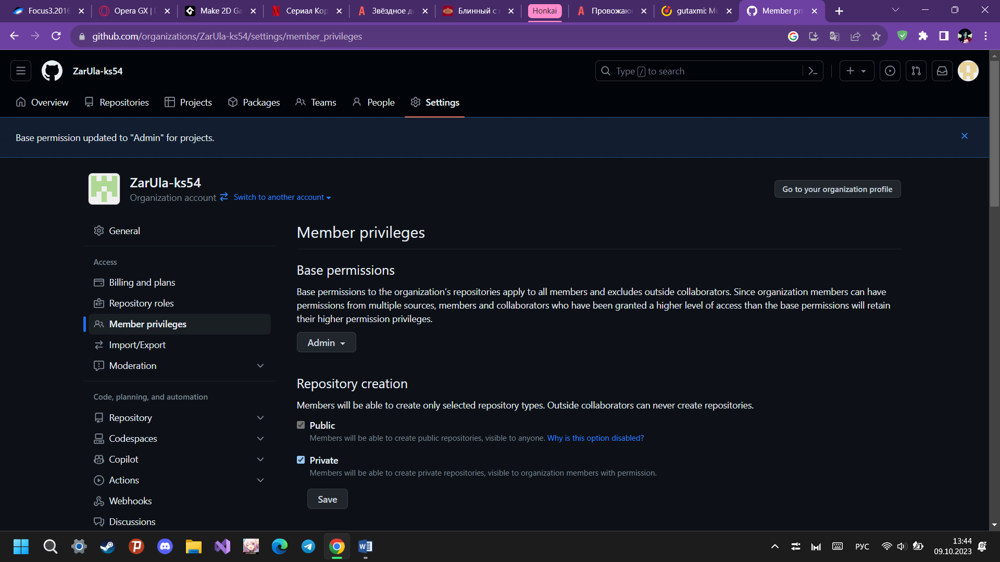 Focus3.2016
Opera GX | Г
Make 2D Ga
Сериал Кор
Звёздное д
Блинный с
Honkai
Провожаю
gutaxmi: Мо
Member pri
github.com/organizations/ZarUla-ks54/settings/member_privileges
ZarUla-ks54
Type / to search
Overview
Repositories
Projects
Packages
Teams
People
Settings
Base permission updated to "Admin" for projects.
ZarUla-ks54
Organization account
Switch to another account
Go to your organization profile
General
Access
Billing and plans
Repository roles
Member privileges
Import/Export
Moderation
Code, planning, and automation
Repository
Codespaces
Copilot
Actions
Webhooks
Discussions
Member privileges
Base permissions
Base permissions to the organization’s repositories apply to all members and excludes outside collaborators. Since organization members can have
permissions from multiple sources, members and collaborators who have been granted a higher level of access than the base permissions will retain
their higher permission privileges.
Admin
Repository creation
Members will be able to create only selected repository types. Outside collaborators can never create repositories.
Public
Members will be able to create public repositories, visible to anyone. Why is this option disabled?
Private
Members will be able to create private repositories, visible to organization members with permission.
Save
РУС
13:44
09.10.2023